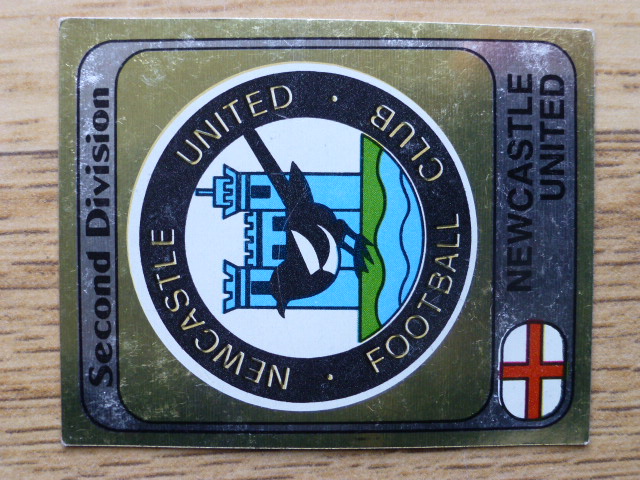 Second Division
NEWCASTLE UNITED · FOOTBALL CLUB ·
NEWCASTLE
UNITED